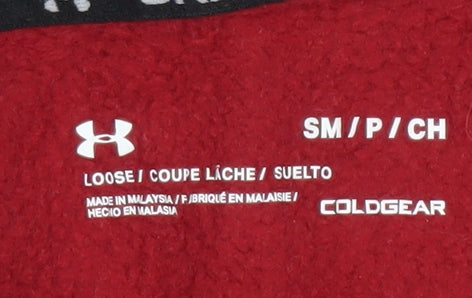 SM / P / CH
LOOSE / COUPE LÂCHE / SUELTO
MADE IN MALAYSIA / FABRIQUÉ EN MALAISIE /
HECHO EN MALASIA
COLDGEAR